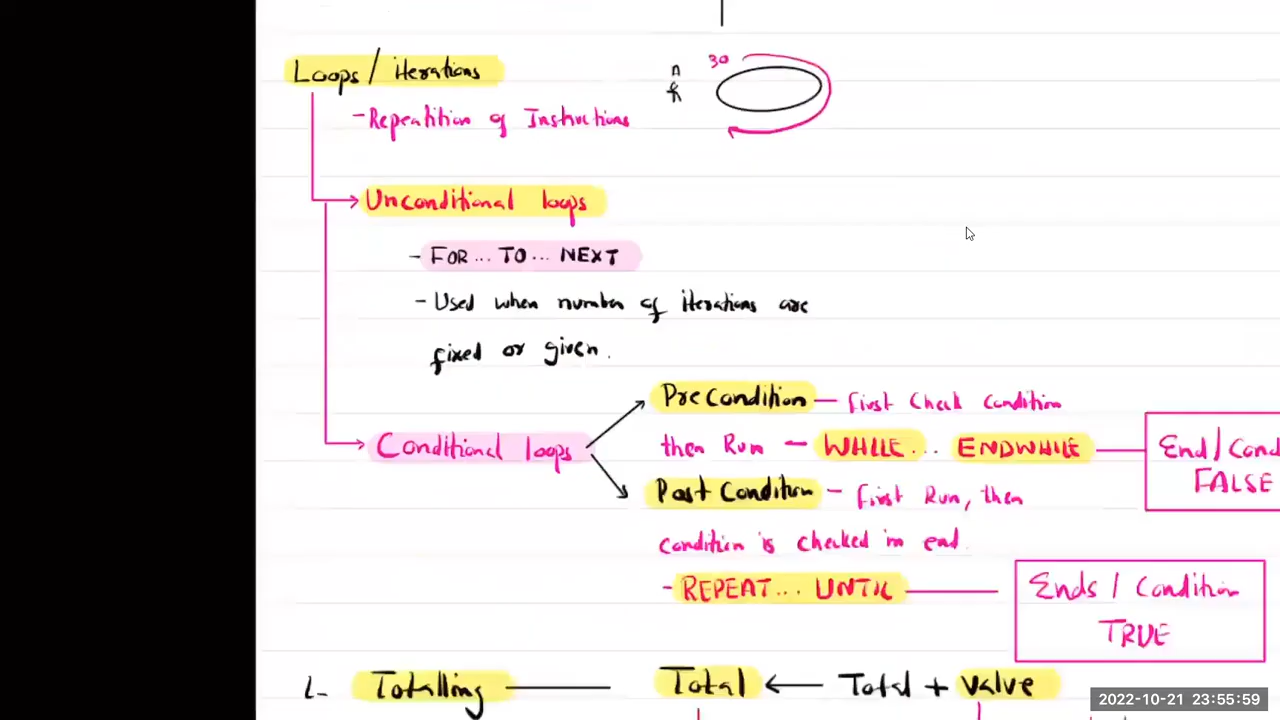 Loops / iterations
30
- Repeatition of Instructions
Unconditional loops
- FOR... TO... NEXT
- Used when number of iterations are
fixed or given.
Pre Condition - First Check Condition
Conditional loops
then Run - WHILE... ENDWHILE
End / Cond
FALSE
Post Condition - First Run, then
condition is checked in end.
- REPEAT... UNTIL
Ends / Condition
TRUE
Totalling Total ← Total + Value
2022-10-21 23:55:59